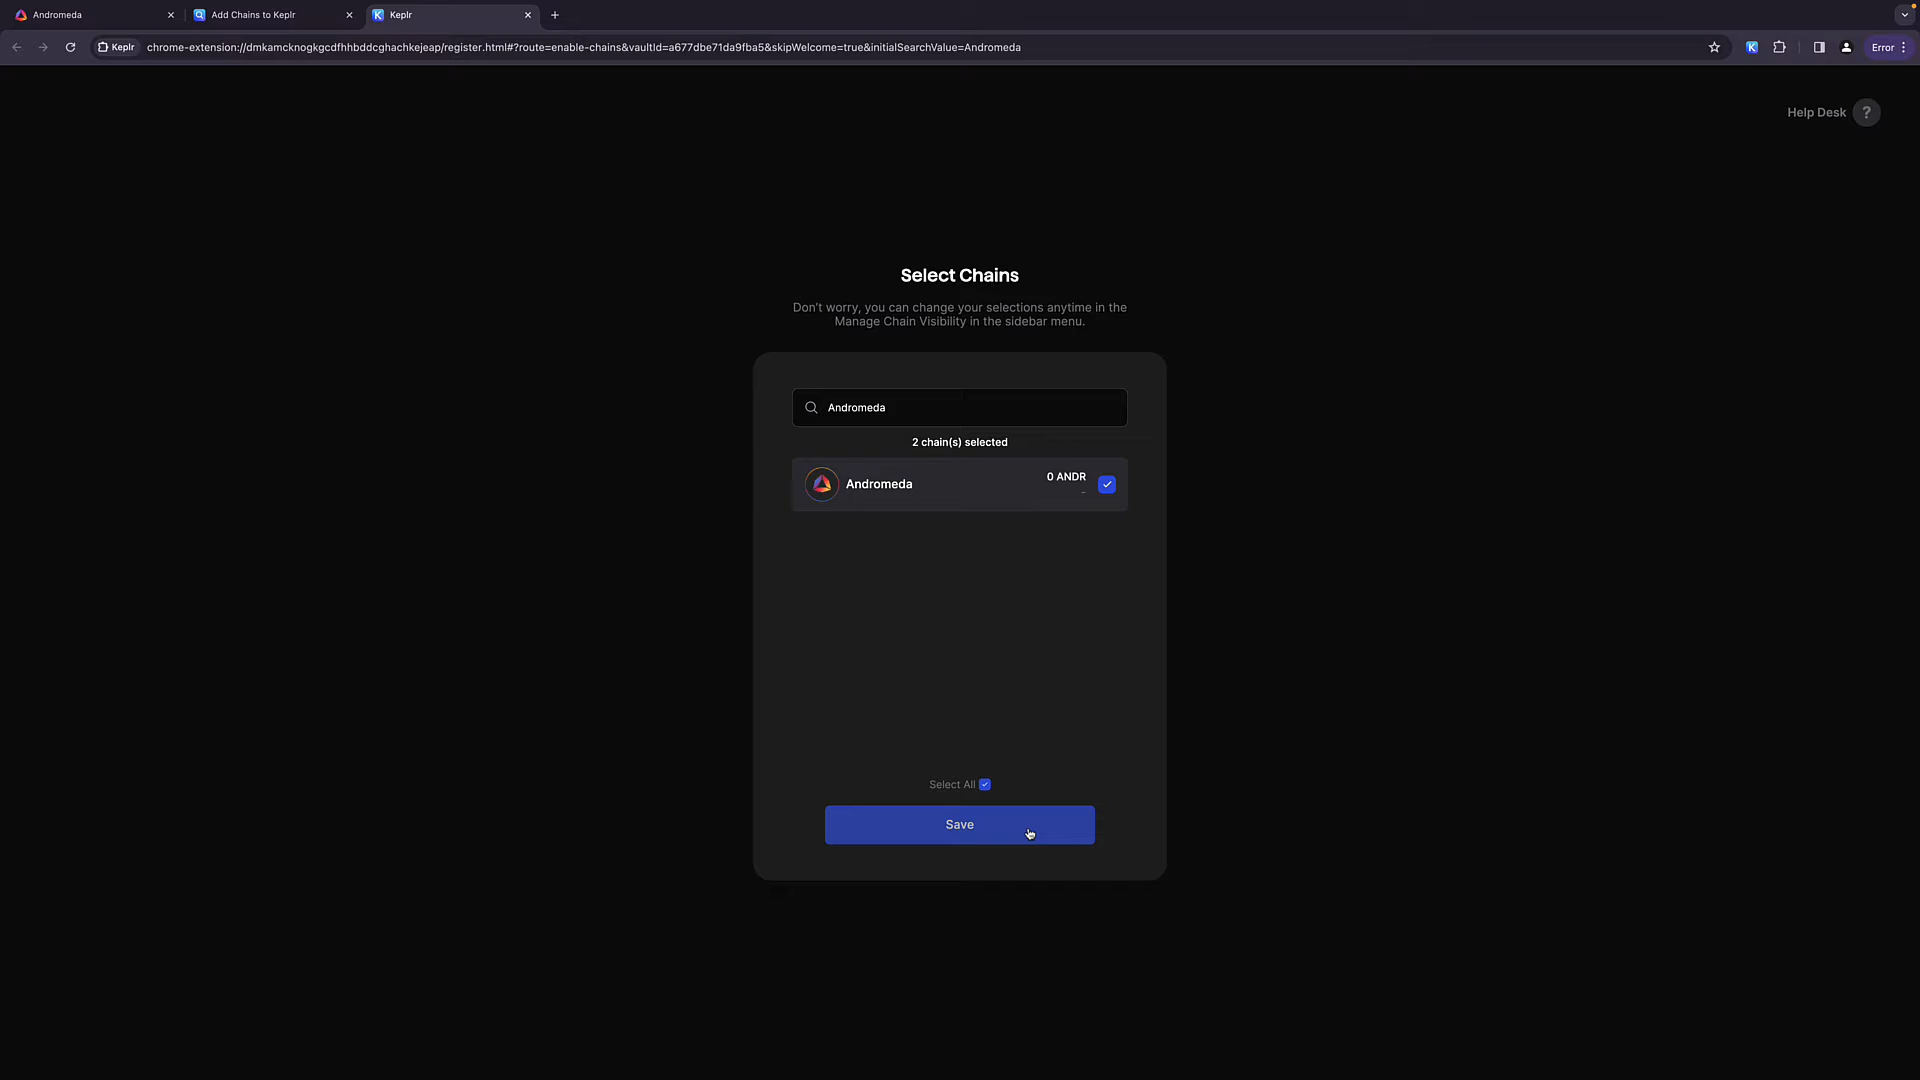 Andromeda
Add Chains to Keplr
Keplr
Keplr
chrome-extension://dmkamcknogkgcdfhhbddcghachkejeap/register.html#?route=enable-chains&vaultId=a677dbe71da9fba5&skipWelcome=true&initialSearchValue=Andromeda
Error
Help Desk ?
Select Chains
Don't worry, you can change your selections anytime in the
Manage Chain Visibility in the sidebar menu.
Andromeda
2 chain(s) selected
Andromeda
0 ANDR
-
Select All
Save